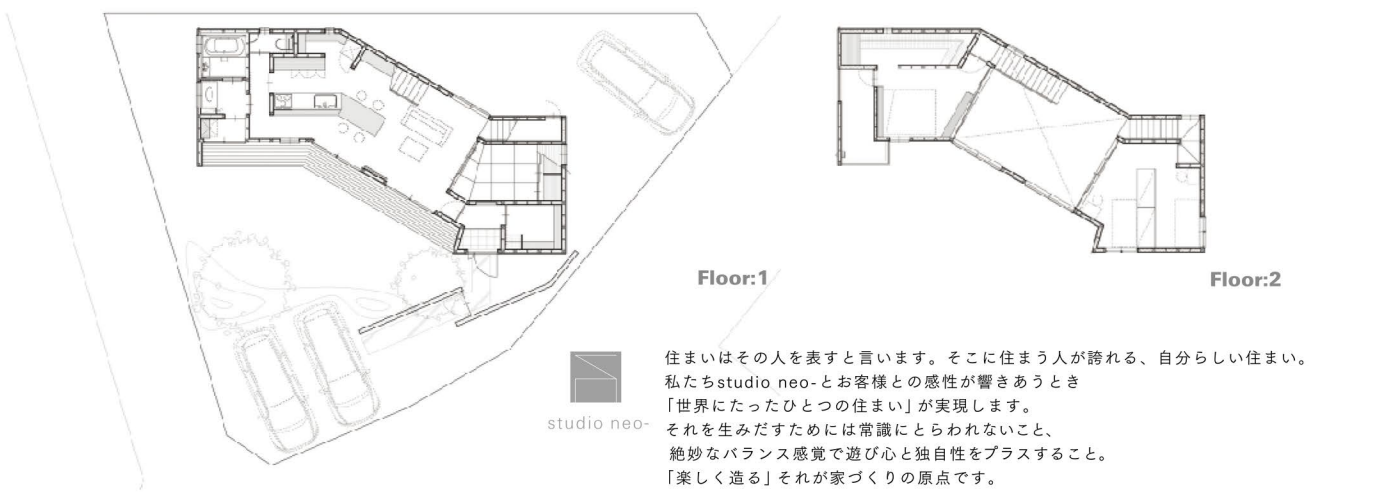 Floor:1
Floor:2
studio neo-
住まいはその人を表すと言います。そこに住まう人が誇れる、自分らしい住まい。
私たちstudio neo-とお客様との感性が響きあうとき
「世界にたったひとつの住まい」が実現します。
それを生みだすためには常識にとらわれないこと、
絶妙なバランス感覚で遊び心と独自性をプラスすること。
「楽しく造る」それが家づくりの原点です。